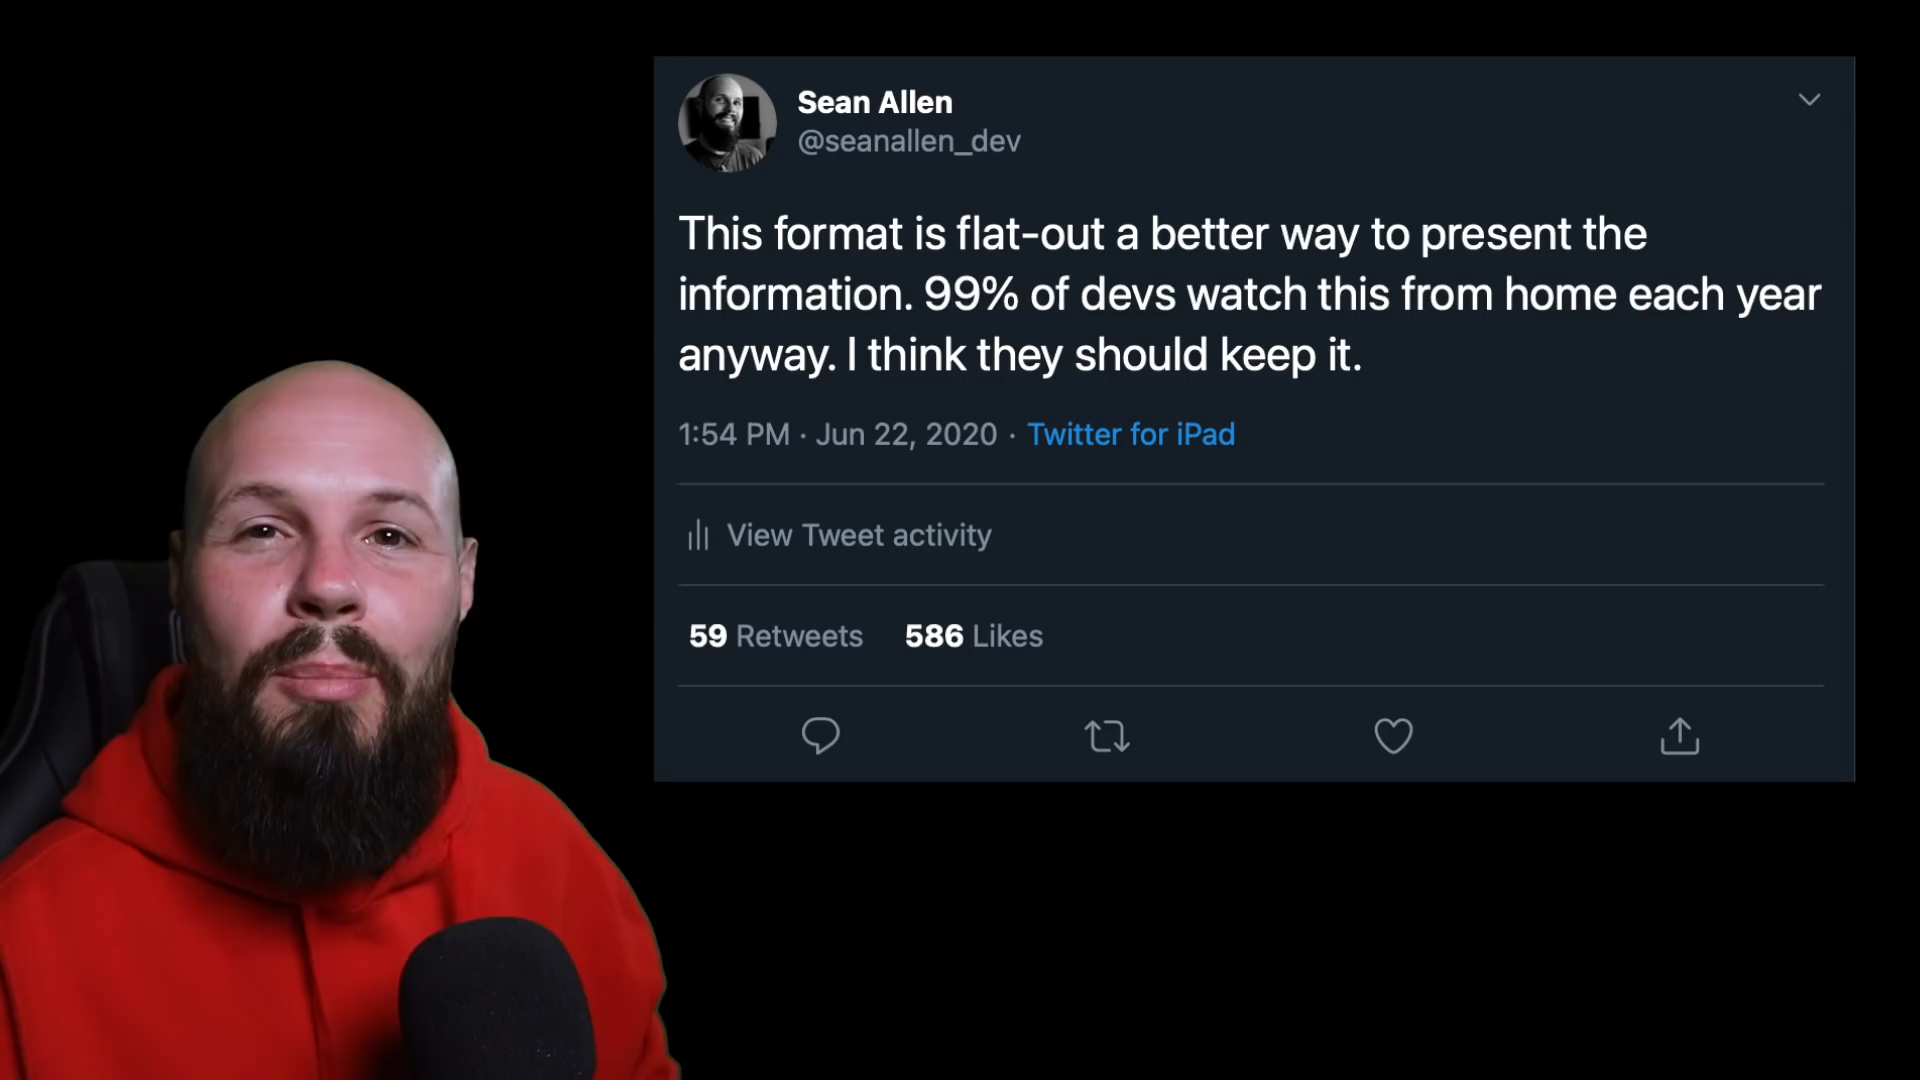 Sean Allen
@seanallen_dev
This format is flat-out a better way to present the
information. 99% of devs watch this from home each year
anyway. I think they should keep it.
1:54 PM · Jun 22, 2020 · Twitter for iPad
View Tweet activity
59 Retweets 586 Likes